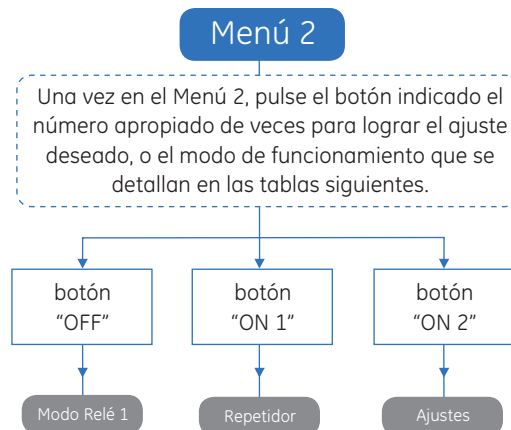 Menú 2
Una vez en el Menú 2, pulse el botón indicado el
número apropiado de veces para lograr el ajuste
deseado, o el modo de funcionamiento que se
detallan en las tablas siguientes.
botón
“OFF”
botón
“ON 1”
botón
“ON 2”
Modo Relé 1
Repetidor
Ajustes